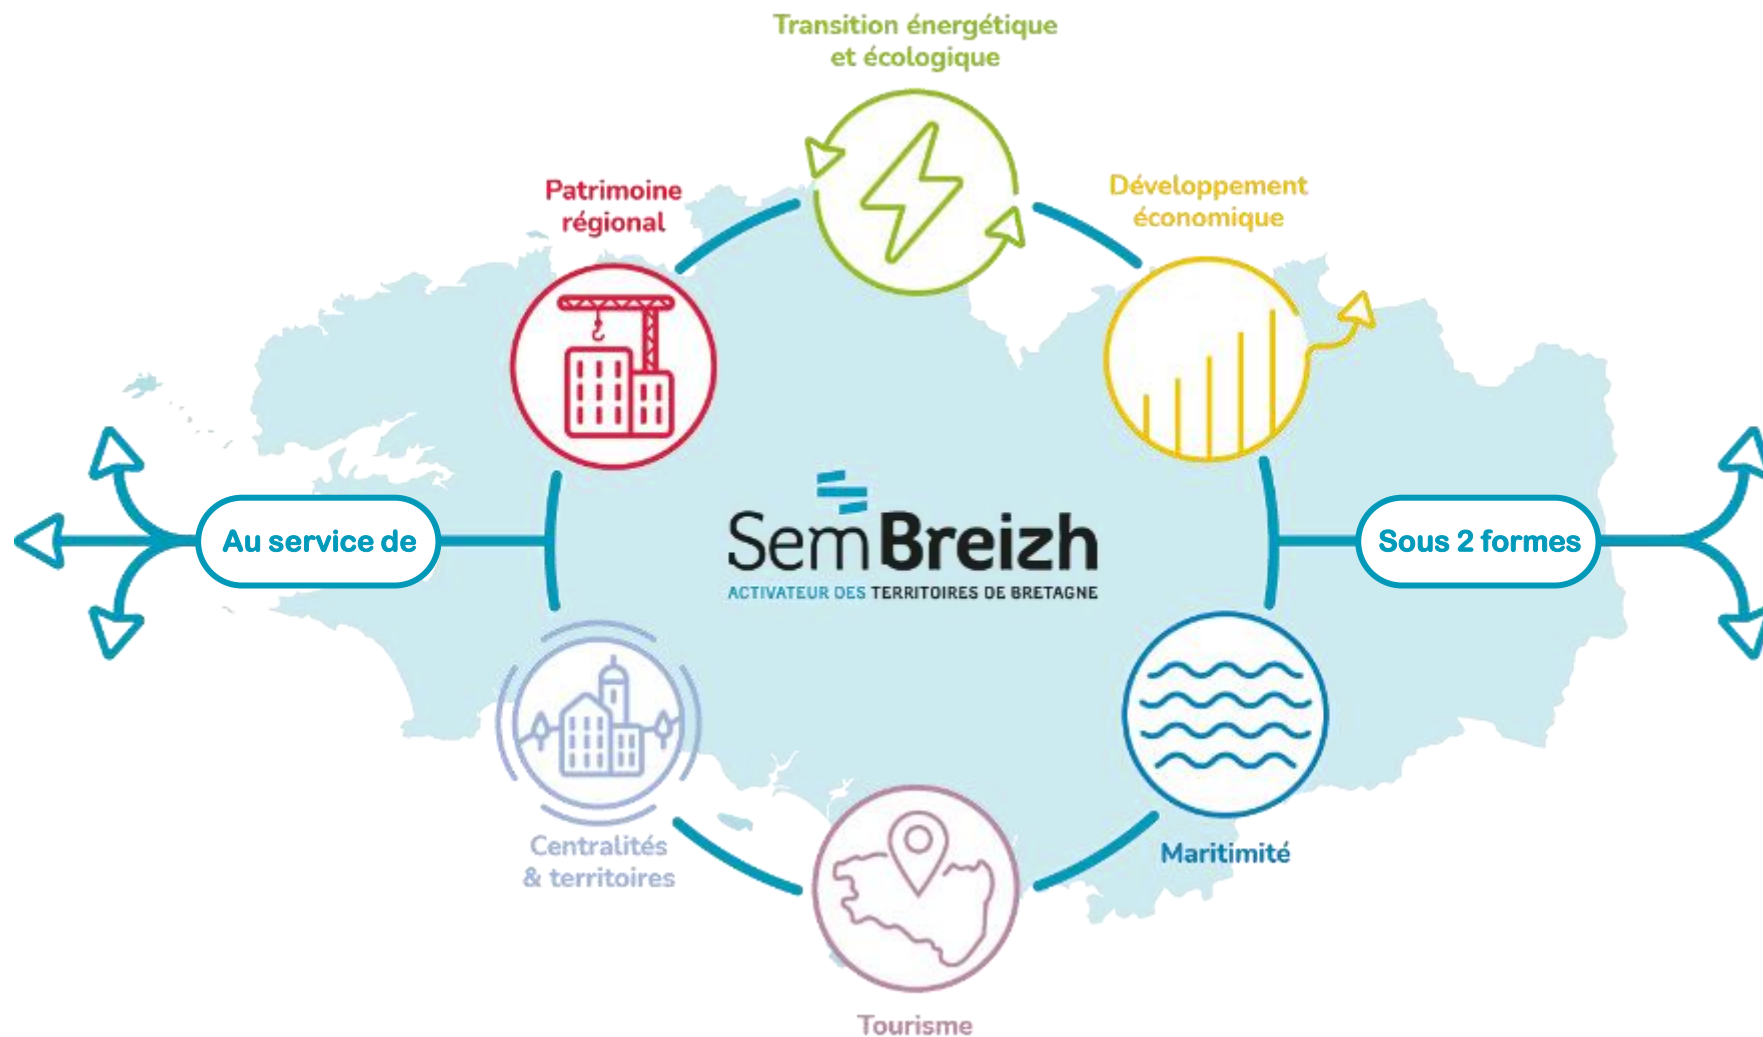 Transition énergétique
et écologique
Patrimoine
régional
Développement
économique
Au service de
SemBreizh
ACTIVATEUR DES TERRITOIRES DE BRETAGNE
Sous 2 formes
Centralités
& territoires
Maritimité
Tourisme